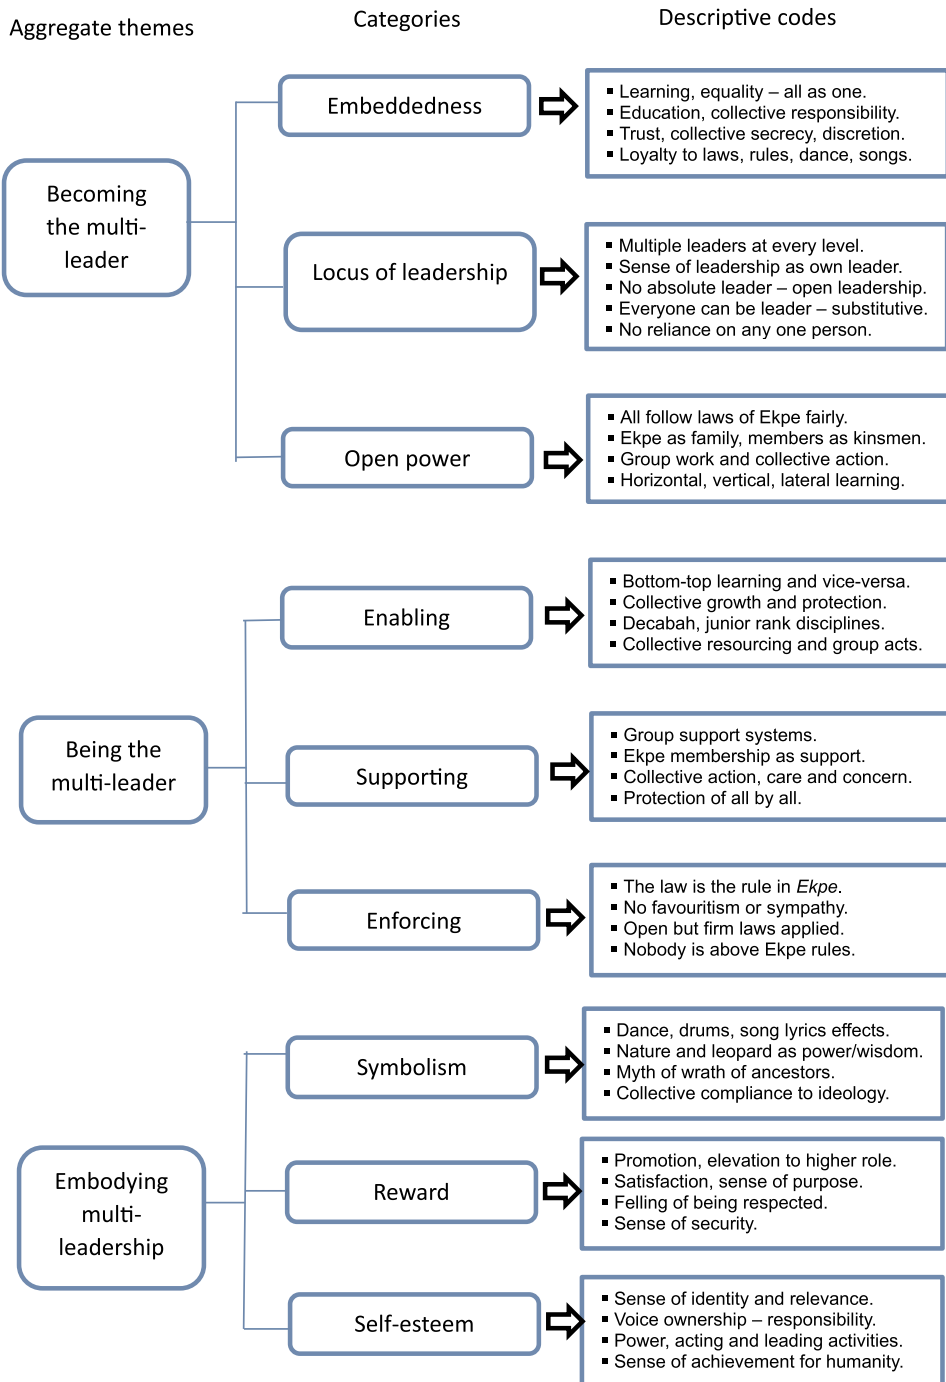 Aggregate themes
Categories
Descriptive codes
Becoming
the multi-
leader
Embeddedness
▪ Learning, equality – all as one.
▪ Education, collective responsibility.
▪ Trust, collective secrecy, discretion.
▪ Loyalty to laws, rules, dance, songs.
Locus of leadership
▪ Multiple leaders at every level.
▪ Sense of leadership as own leader.
▪ No absolute leader – open leadership.
▪ Everyone can be leader – substitutive.
▪ No reliance on any one person.
Open power
▪ All follow laws of Ekpe fairly.
▪ Ekpe as family, members as kinsmen.
▪ Group work and collective action.
▪ Horizontal, vertical, lateral learning.
Being the
multi-leader
Enabling
▪ Bottom-top learning and vice-versa.
▪ Collective growth and protection.
▪ Decabah, junior rank disciplines.
▪ Collective resourcing and group acts.
Supporting
▪ Group support systems.
▪ Ekpe membership as support.
▪ Collective action, care and concern.
▪ Protection of all by all.
Enforcing
▪ The law is the rule in Ekpe.
▪ No favouritism or sympathy.
▪ Open but firm laws applied.
▪ Nobody is above Ekpe rules.
Embodying
multi-
leadership
Symbolism
▪ Dance, drums, song lyrics effects.
▪ Nature and leopard as power/wisdom.
▪ Myth of wrath of ancestors.
▪ Collective compliance to ideology.
Reward
▪ Promotion, elevation to higher role.
▪ Satisfaction, sense of purpose.
▪ Felling of being respected.
▪ Sense of security.
Self-esteem
▪ Sense of identity and relevance.
▪ Voice ownership – responsibility.
▪ Power, acting and leading activities.
▪ Sense of achievement for humanity.